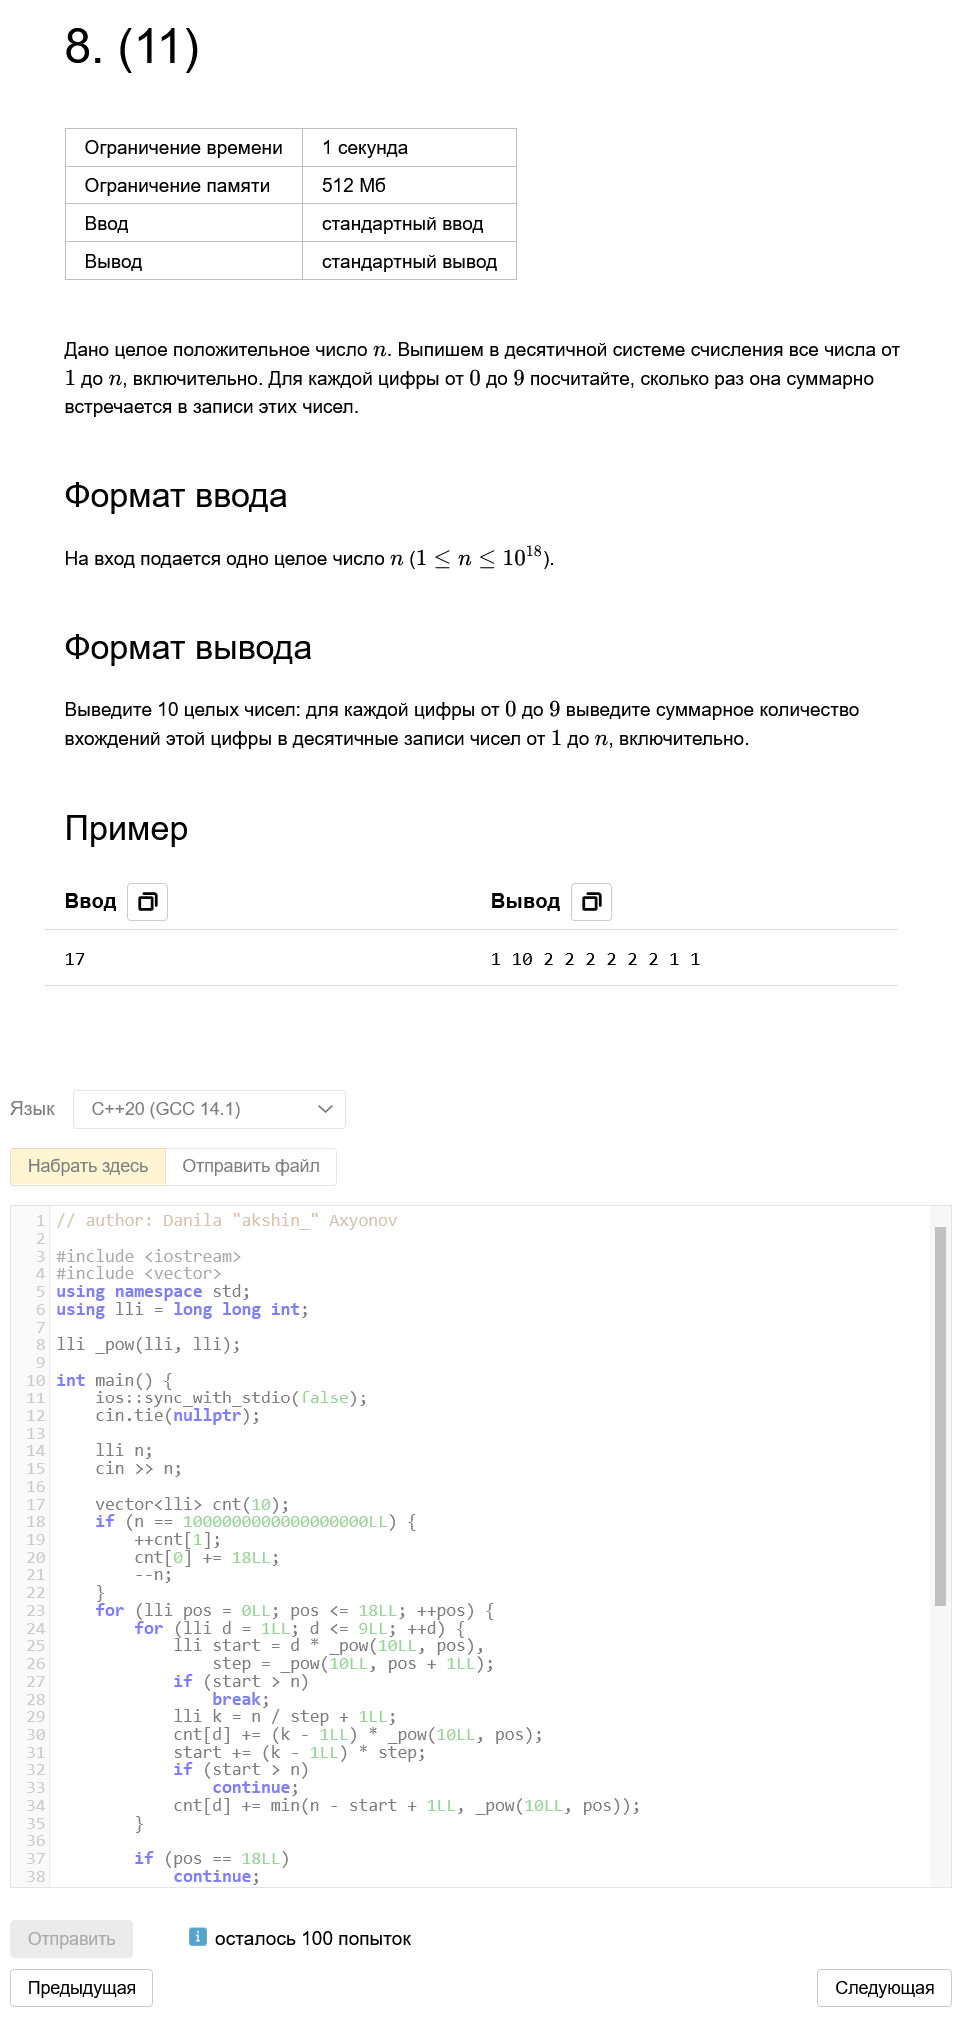 8. (11)
Ограничение времени 1 секунда
Ограничение памяти 512 Мб
Ввод стандартный ввод
Вывод стандартный вывод
Дано целое положительное число n. Выпишем в десятичной системе счисления все числа от
1 до n, включительно. Для каждой цифры от 0 до 9 посчитайте, сколько раз она суммарно
встречается в записи этих чисел.
Формат ввода
На вход подается одно целое число n (1 ≤ n ≤ 10^18).
Формат вывода
Выведите 10 целых чисел: для каждой цифры от 0 до 9 выведите суммарное количество
вхождений этой цифры в десятичные записи чисел от 1 до n, включительно.
Пример
Ввод Вывод
17 1 10 2 2 2 2 2 2 1 1
Язык C++20 (GCC 14.1)
Набрать здесь Отправить файл
1 // author: Danila "akshin_" Axyonov
2
3 #include <iostream>
4 #include <vector>
5 using namespace std;
6 using lli = long long int;
7
8 lli _pow(lli, lli);
9
10 int main() {
11     ios::sync_with_stdio(false);
12     cin.tie(nullptr);
13
14     lli n;
15     cin >> n;
16
17     vector<lli> cnt(10);
18     if (n == 1000000000000000000LL) {
19         ++cnt[1];
20         cnt[0] += 18LL;
21         --n;
22     }
23     for (lli pos = 0LL; pos <= 18LL; ++pos) {
24         for (lli d = 1LL; d <= 9LL; ++d) {
25             lli start = d * _pow(10LL, pos),
26                 step = _pow(10LL, pos + 1LL);
27             if (start > n)
28                 break;
29             lli k = n / step + 1LL;
30             cnt[d] += (k - 1LL) * _pow(10LL, pos);
31             start += (k - 1LL) * step;
32             if (start > n)
33                 continue;
34             cnt[d] += min(n - start + 1LL, _pow(10LL, pos));
35         }
36
37         if (pos == 18LL)
38             continue;
Отправить осталось 100 попыток
Предыдущая Следующая